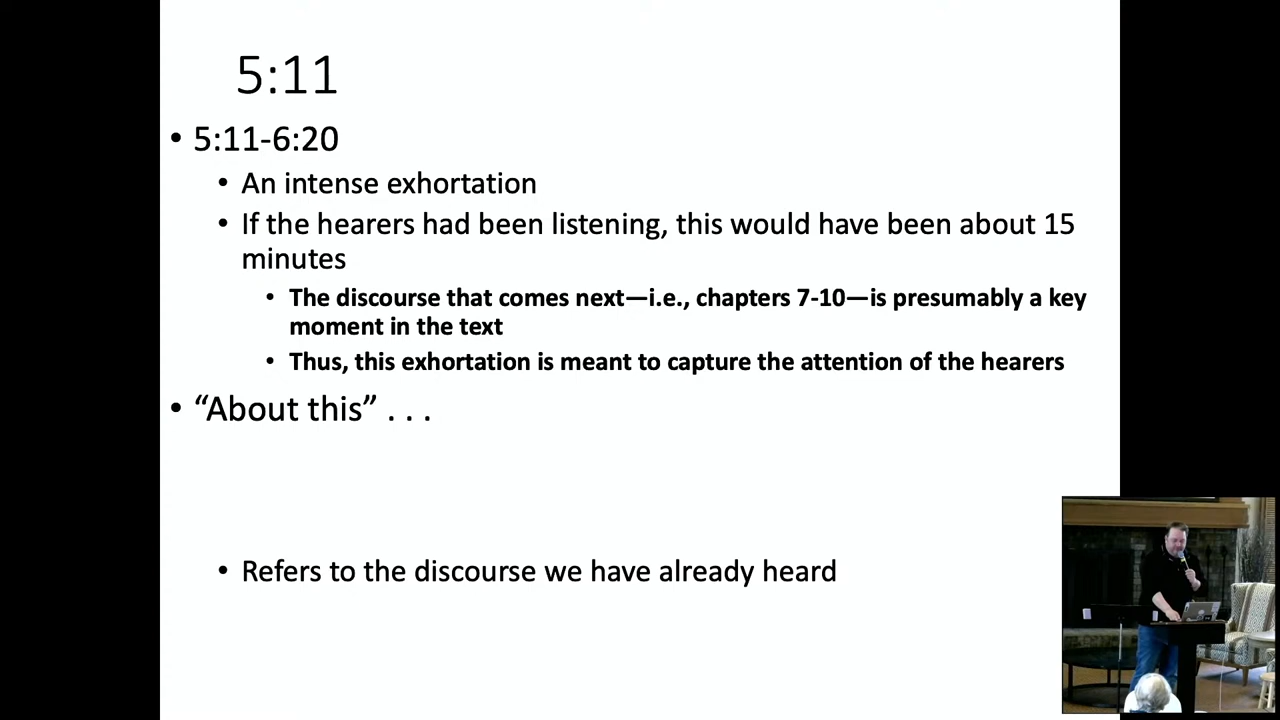 5:11
• 5:11-6:20
• An intense exhortation
• If the hearers had been listening, this would have been about 15
minutes
• The discourse that comes next—i.e., chapters 7-10—is presumably a key
moment in the text
• Thus, this exhortation is meant to capture the attention of the hearers
• “About this” . . .
• Refers to the discourse we have already heard